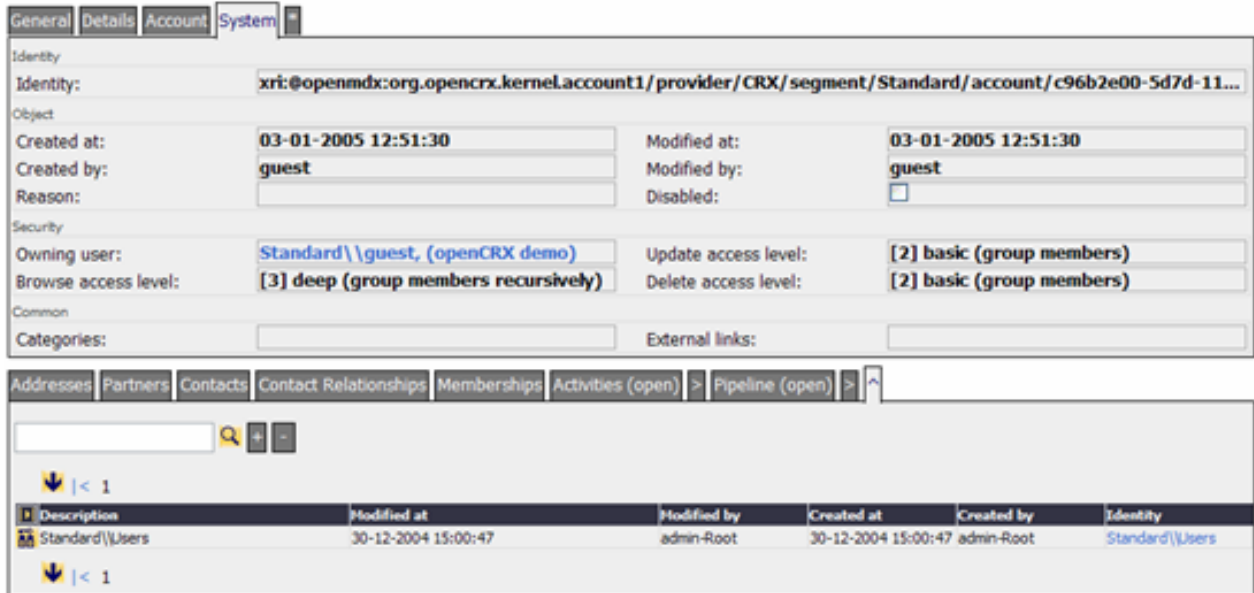 General Details Account System *
Identity
Identity: xri:@openmdx:org.opencrx.kernel.account1/provider/CRX/segment/Standard/account/c96b2e00-5d7d-11...
Object
Created at: 03-01-2005 12:51:30 Modified at: 03-01-2005 12:51:30
Created by: guest Modified by: guest
Reason: Disabled:
Security
Owning user: Standard\\guest, (openCRX demo) Update access level: [2] basic (group members)
Browse access level: [3] deep (group members recursively) Delete access level: [2] basic (group members)
Common
Categories: External links:
Addresses Partners Contacts Contact Relationships Memberships Activities (open) > Pipeline (open) > ^
+ -
|< 1
Description Modified at Modified by Created at Created by Identity
Standard\\Users 30-12-2004 15:00:47 admin-Root 30-12-2004 15:00:47 admin-Root Standard\\Users
|< 1